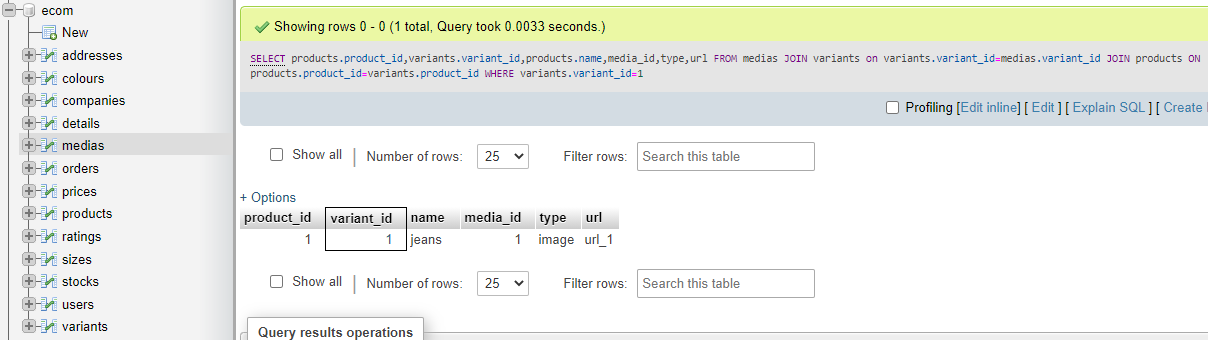 ecom
New
addresses
colours
companies
details
medias
orders
prices
products
ratings
sizes
stocks
users
variants
Showing rows 0 - 0 (1 total, Query took 0.0033 seconds.)
SELECT products.product_id,variants.variant_id,products.name,media_id,type,url FROM medias JOIN variants on variants.variant_id=medias.variant_id JOIN products ON
products.product_id=variants.product_id WHERE variants.variant_id=1
Profiling [Edit inline] [ Edit ] [ Explain SQL ] [ Create
Show all | Number of rows: 25 Filter rows: Search this table
+ Options
product_id variant_id name media_id type url
1 1 jeans 1 image url_1
Show all | Number of rows: 25 Filter rows: Search this table
Query results operations